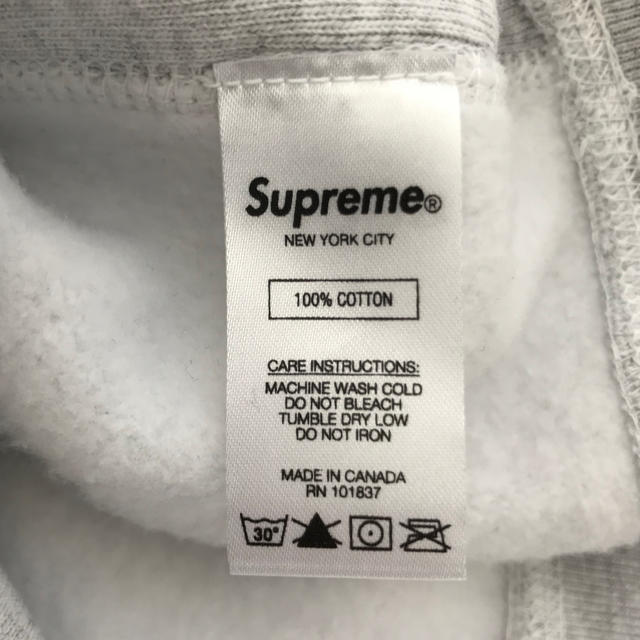 Supreme®
NEW YORK CITY
100% COTTON
CARE INSTRUCTIONS:
MACHINE WASH COLD
DO NOT BLEACH
TUMBLE DRY LOW
DO NOT IRON
MADE IN CANADA
RN 101837
30°